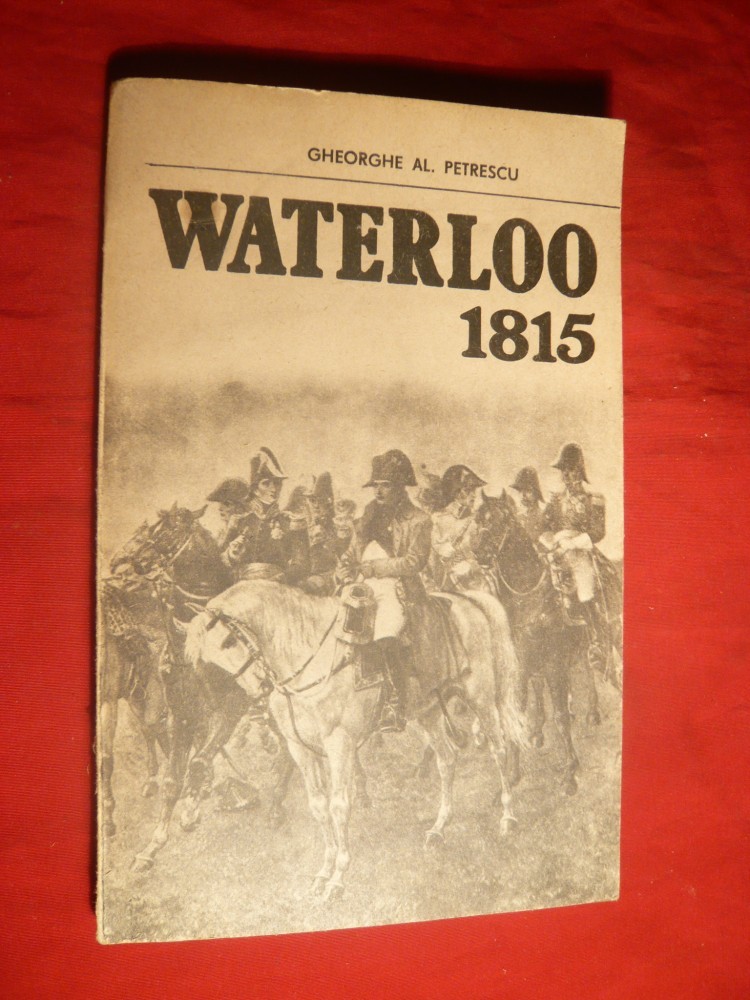 GHEORGHE AL. PETRESCU
WATERLOO
1815